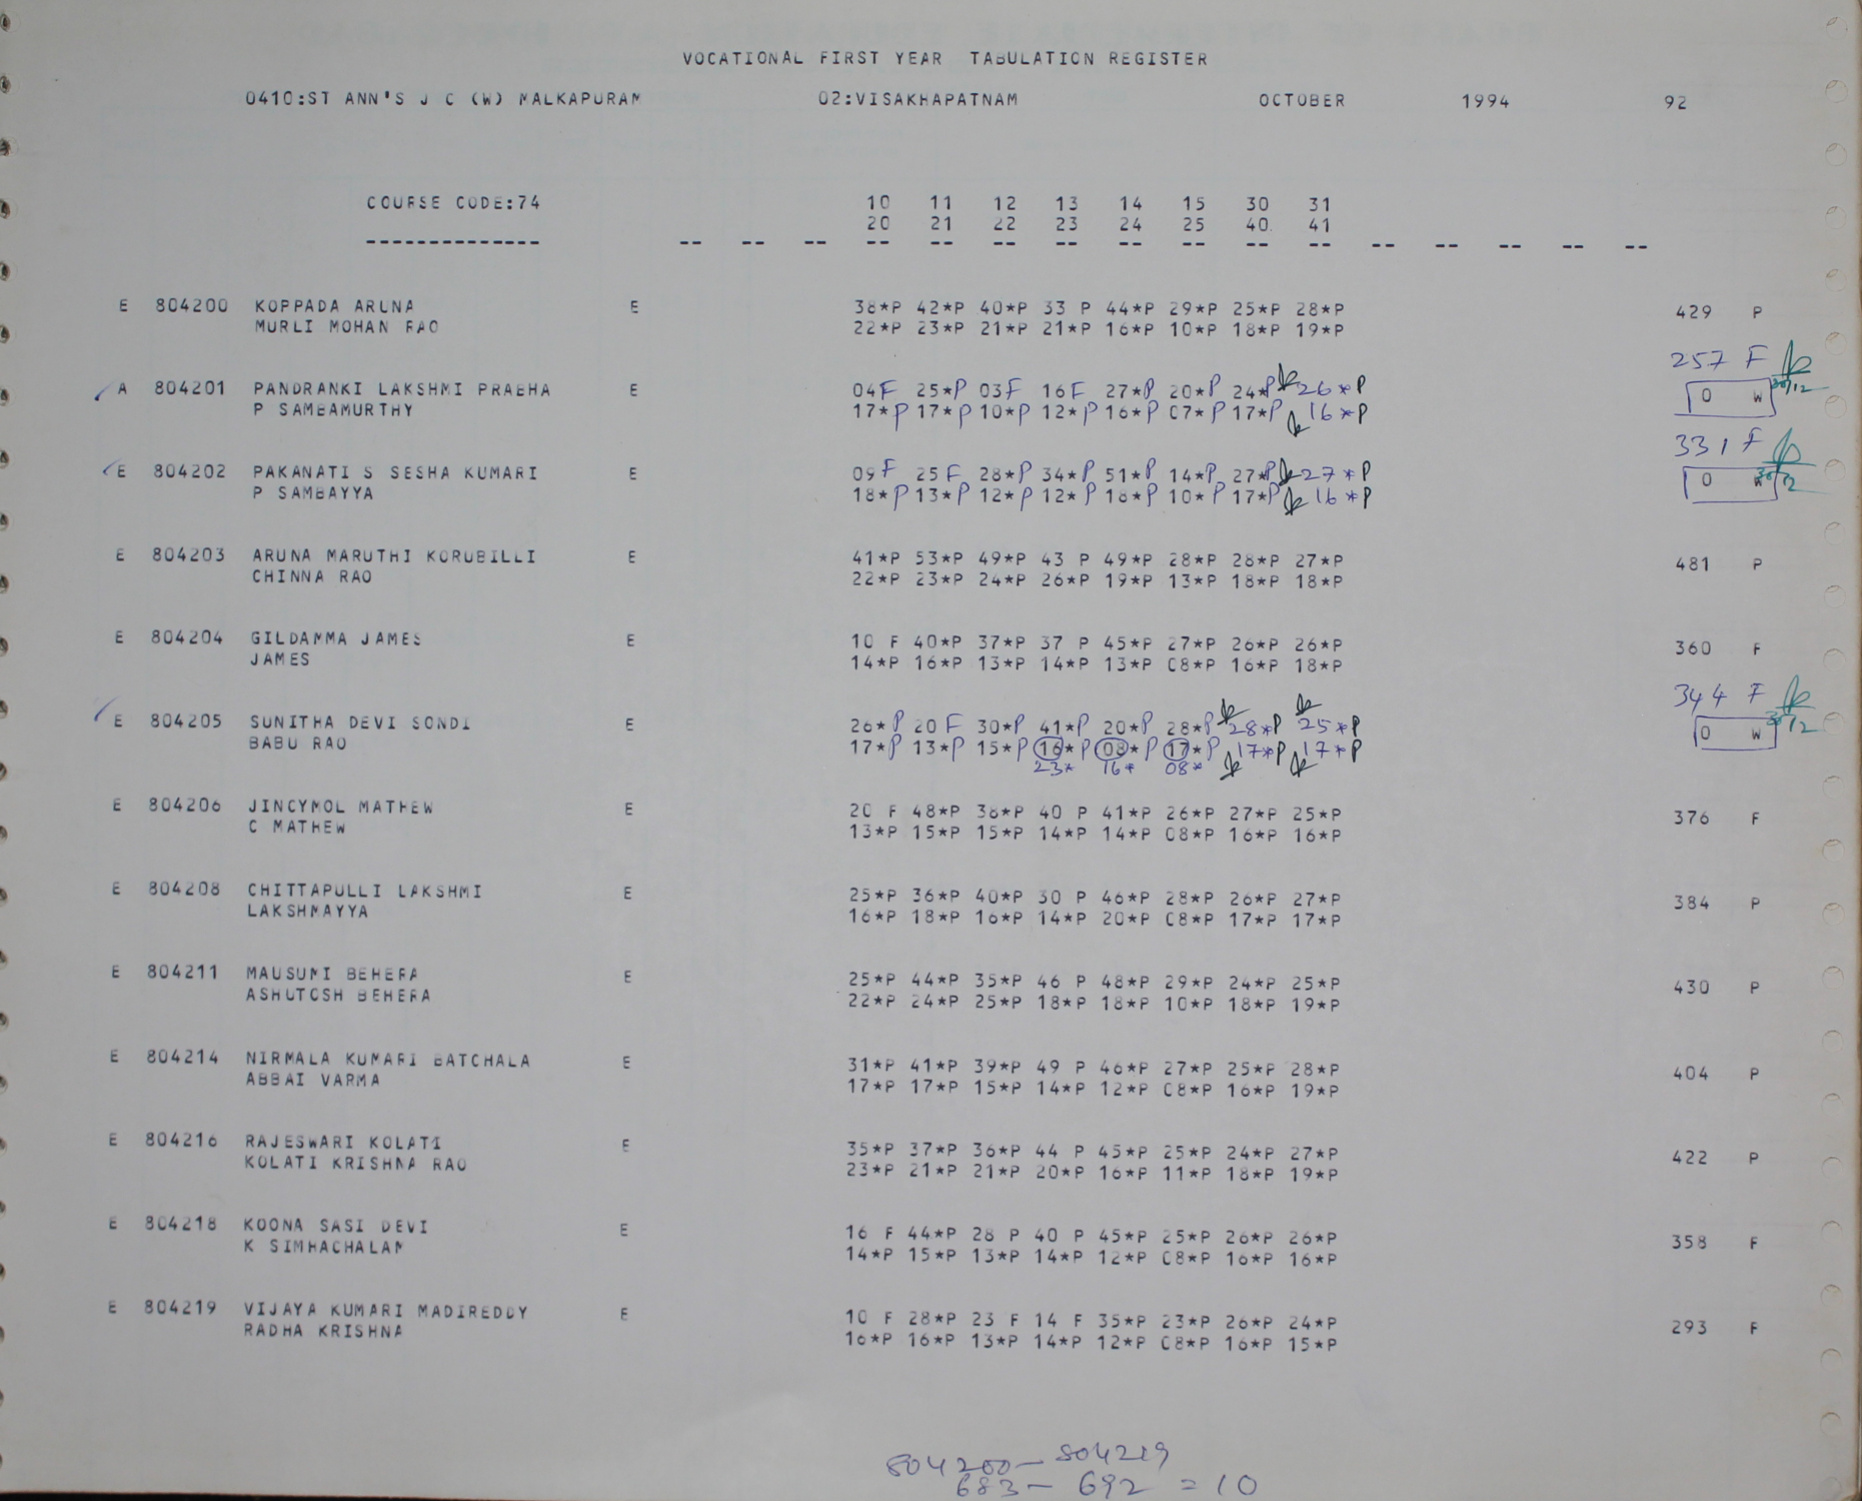 VOCATIONAL FIRST YEAR TABULATION REGISTER
0410:ST ANN'S J C (W) MALKAPURAM 02:VISAKHAPATNAM OCTOBER 1994 92
COURSE CODE:74 10 11 12 13 14 15 30 31
20 21 22 23 24 25 40 41
-------------- -- -- -- -- -- -- -- -- -- -- -- -- -- -- -- --
E 804200 KOPPADA ARUNA E 38*P 42*P 40*P 33 P 44*P 29*P 25*P 28*P 429 P
MURLI MOHAN RAO 22*P 23*P 21*P 21*P 16*P 10*P 18*P 19*P
257 F
A 804201 PANDRANKI LAKSHMI PRABHA E 04F 25*P 03F 16F 27*P 20*P 24*P 26*P 0 W 30/12
P SAMBAMURTHY 17*P 17*P 10*P 12*P 16*P 07*P 17*P 16*P
331 F
E 804202 PAKANATI S SESHA KUMARI E 09F 25F 28*P 34*P 51*P 14*P 27*P 27*P 0 W 30/12
P SAMBAYYA 18*P 13*P 12*P 12*P 18*P 10*P 17*P 16*P
E 804203 ARUNA MARUTHI KORUBILLI E 41*P 53*P 49*P 43 P 49*P 28*P 28*P 27*P 481 P
CHINNA RAO 22*P 23*P 24*P 26*P 19*P 13*P 18*P 18*P
E 804204 GILDAMMA JAMES E 10 F 40*P 37*P 37 P 45*P 27*P 26*P 26*P 360 F
JAMES 14*P 16*P 13*P 14*P 13*P 08*P 16*P 18*P
344 F
E 804205 SUNITHA DEVI SONDI E 26*P 20F 30*P 41*P 20*P 28*P 28*P 25*P 0 W 30/12
BABU RAO 17*P 13*P 15*P 16*P 08*P 17*P 17*P 17*P
23* 16* 08*
E 804206 JINCYMOL MATHEW E 20 F 48*P 38*P 40 P 41*P 26*P 27*P 25*P 376 F
C MATHEW 13*P 15*P 15*P 14*P 14*P 08*P 16*P 16*P
E 804208 CHITTAPULLI LAKSHMI E 25*P 36*P 40*P 30 P 46*P 28*P 26*P 27*P 384 P
LAKSHMAYYA 16*P 18*P 16*P 14*P 20*P 08*P 17*P 17*P
E 804211 MAUSUMI BEHERA E 25*P 44*P 35*P 46 P 48*P 29*P 24*P 25*P 430 P
ASHUTOSH BEHERA 22*P 24*P 25*P 18*P 18*P 10*P 18*P 19*P
E 804214 NIRMALA KUMARI BATCHALA E 31*P 41*P 39*P 49 P 46*P 27*P 25*P 28*P 404 P
ABBAI VARMA 17*P 17*P 15*P 14*P 12*P 08*P 16*P 19*P
E 804216 RAJESWARI KOLATI E 35*P 37*P 36*P 44 P 45*P 25*P 24*P 27*P 422 P
KOLATI KRISHNA RAO 23*P 21*P 21*P 20*P 16*P 11*P 18*P 19*P
E 804218 KOONA SASI DEVI E 16 F 44*P 28 P 40 P 45*P 25*P 26*P 26*P 358 F
K SIMHACHALAM 14*P 15*P 13*P 14*P 12*P 08*P 16*P 16*P
E 804219 VIJAYA KUMARI MADIREDDY E 10 F 28*P 23 F 14 F 35*P 23*P 26*P 24*P 293 F
RADHA KRISHNA 16*P 16*P 13*P 14*P 12*P 08*P 16*P 15*P
804200 - 804219
683 - 692 = 10